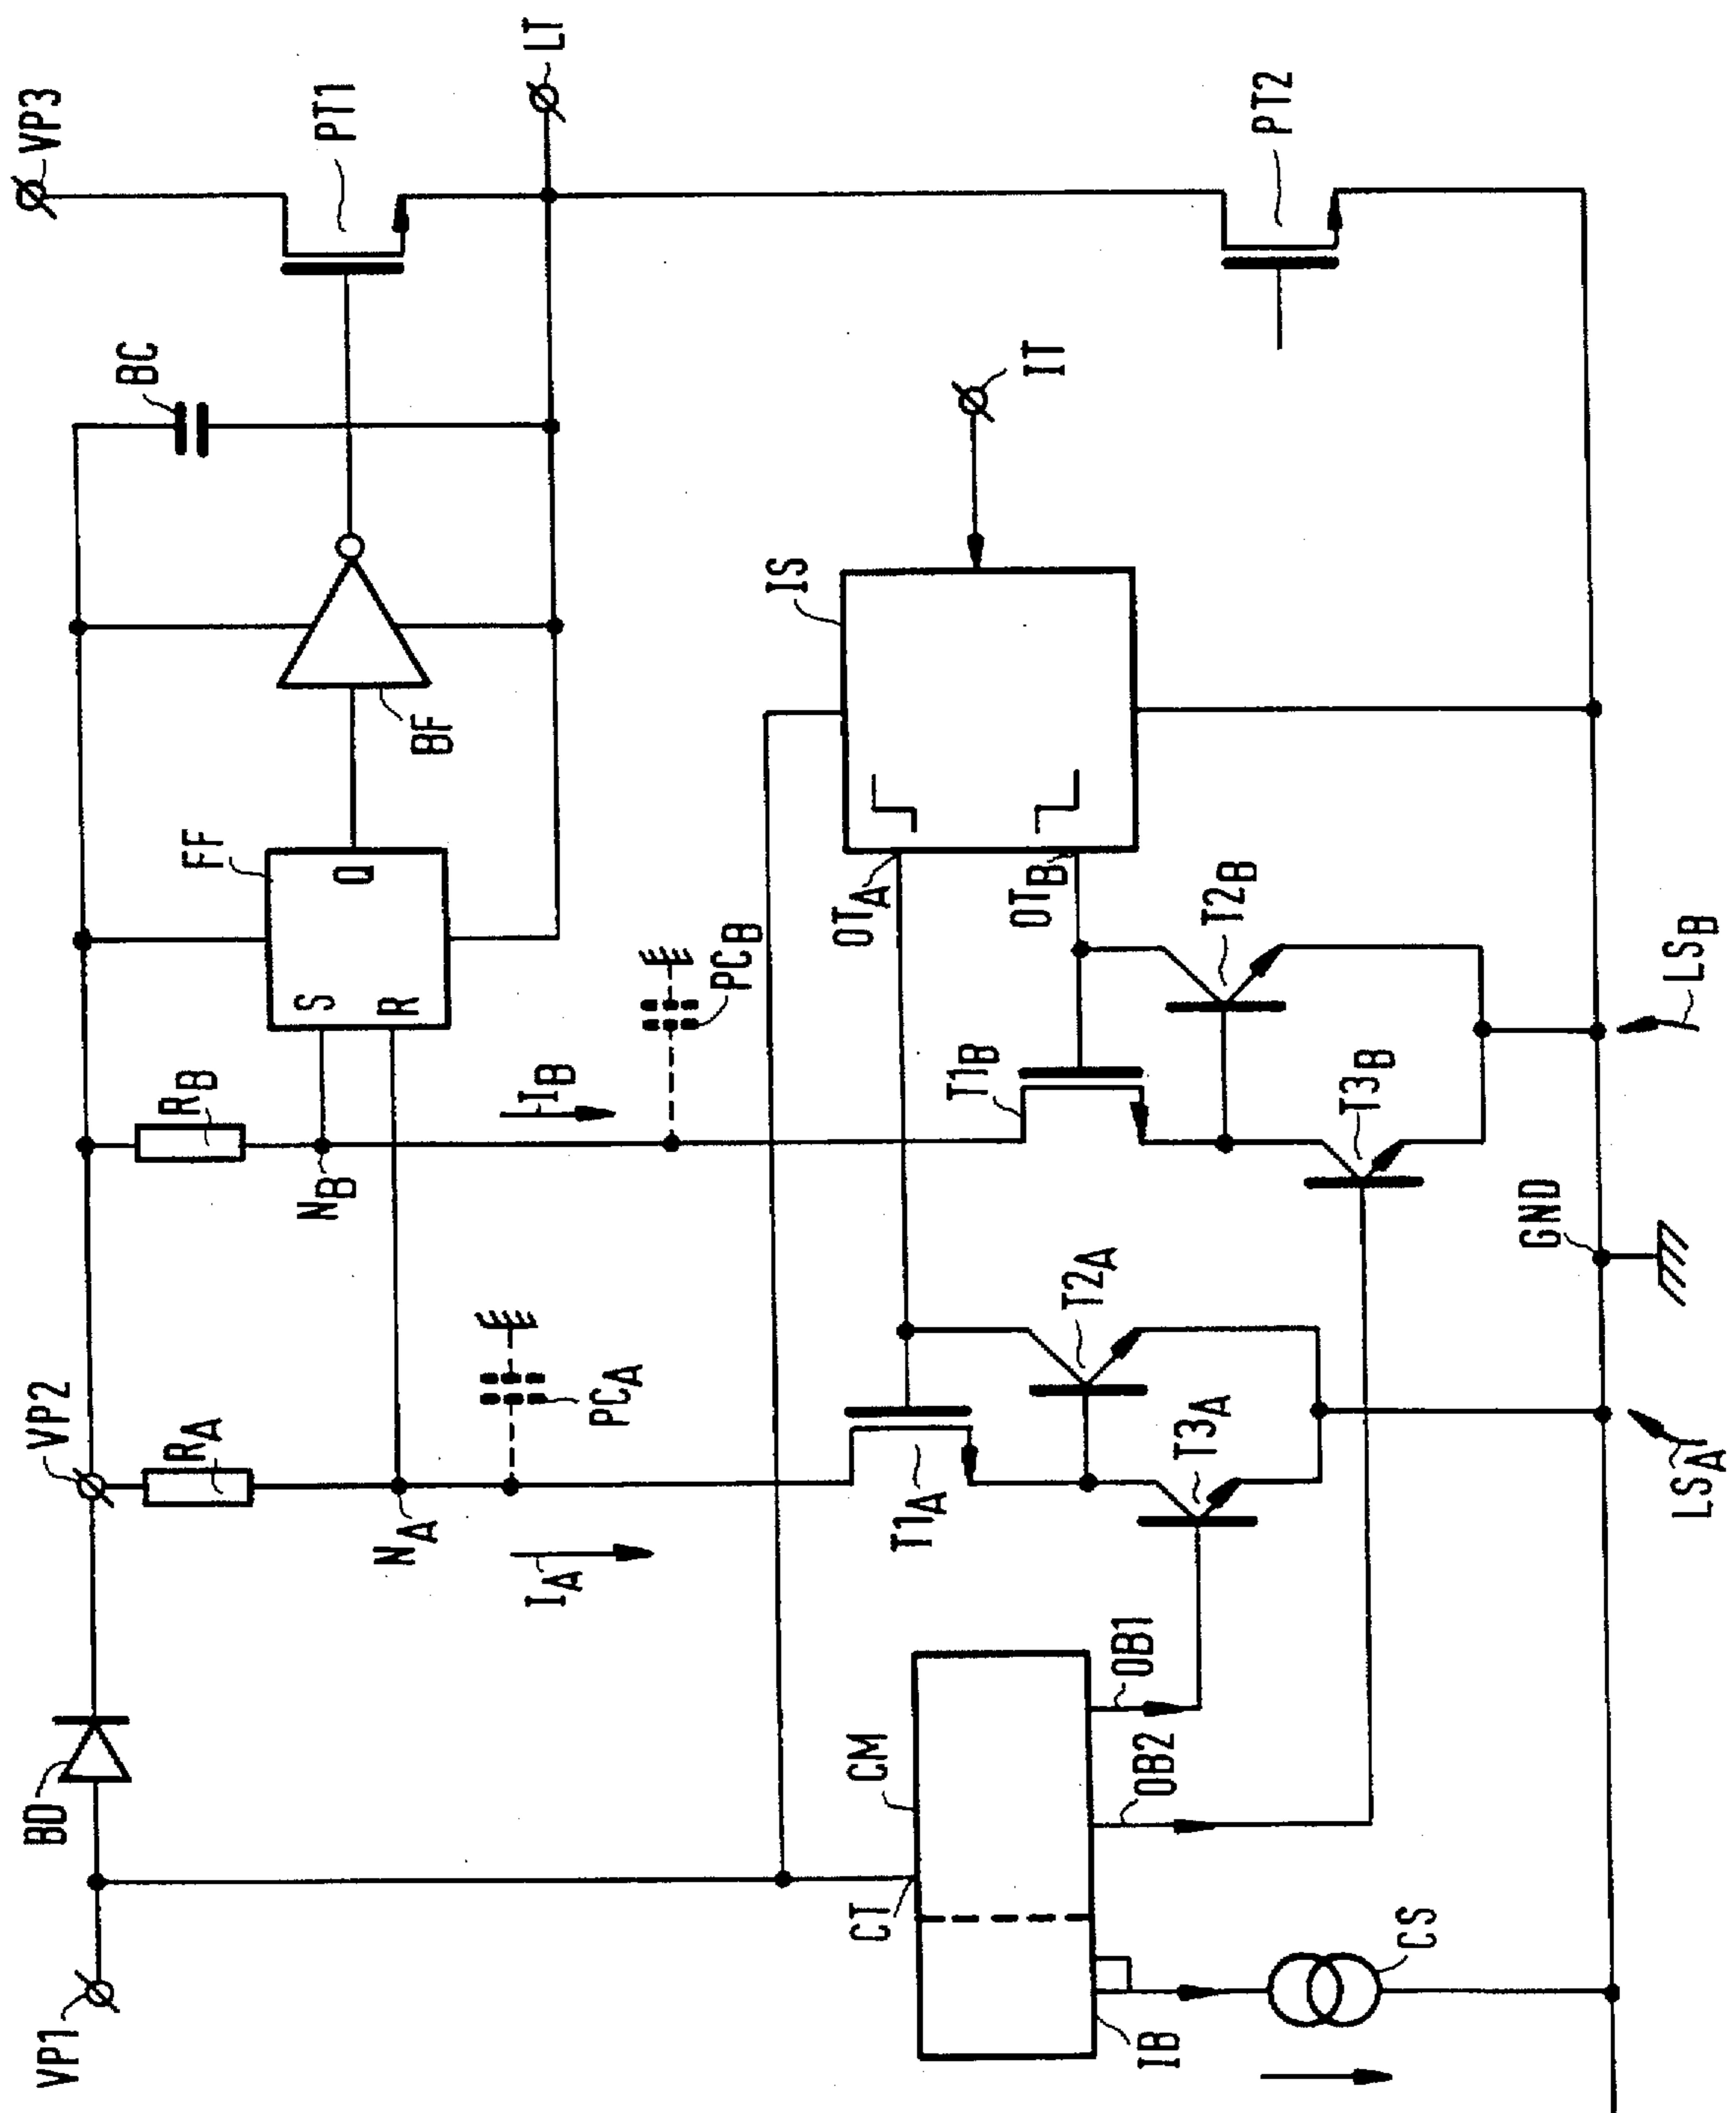 VP1
BD
VP2
RA
NA
IA
PCA
RB
NB
IB
PCB
FF
S
R
Q
BF
BC
VP3
PT1
LT
CT
CM
IB
OB2
OB1
CS
T1A
T2A
T3A
LSA
GND
T1B
T2B
T3B
LSB
OTA
OTB
IS
IT
PT2